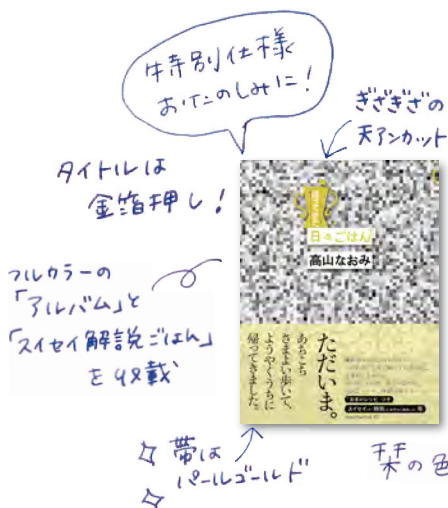 特別仕様
おたのしみに!
ぎざぎざの
天アンカット
タイトルは
金箔押し!
フルカラーの
「アルバム」と
「スイセイ解説ごはん」
を収載
日々ごはん
高山なおみ
ただいま。
あちこち
さまよい歩いて、
ようやくうちに
帰ってきました。
帯は
パールゴールド
栞の色